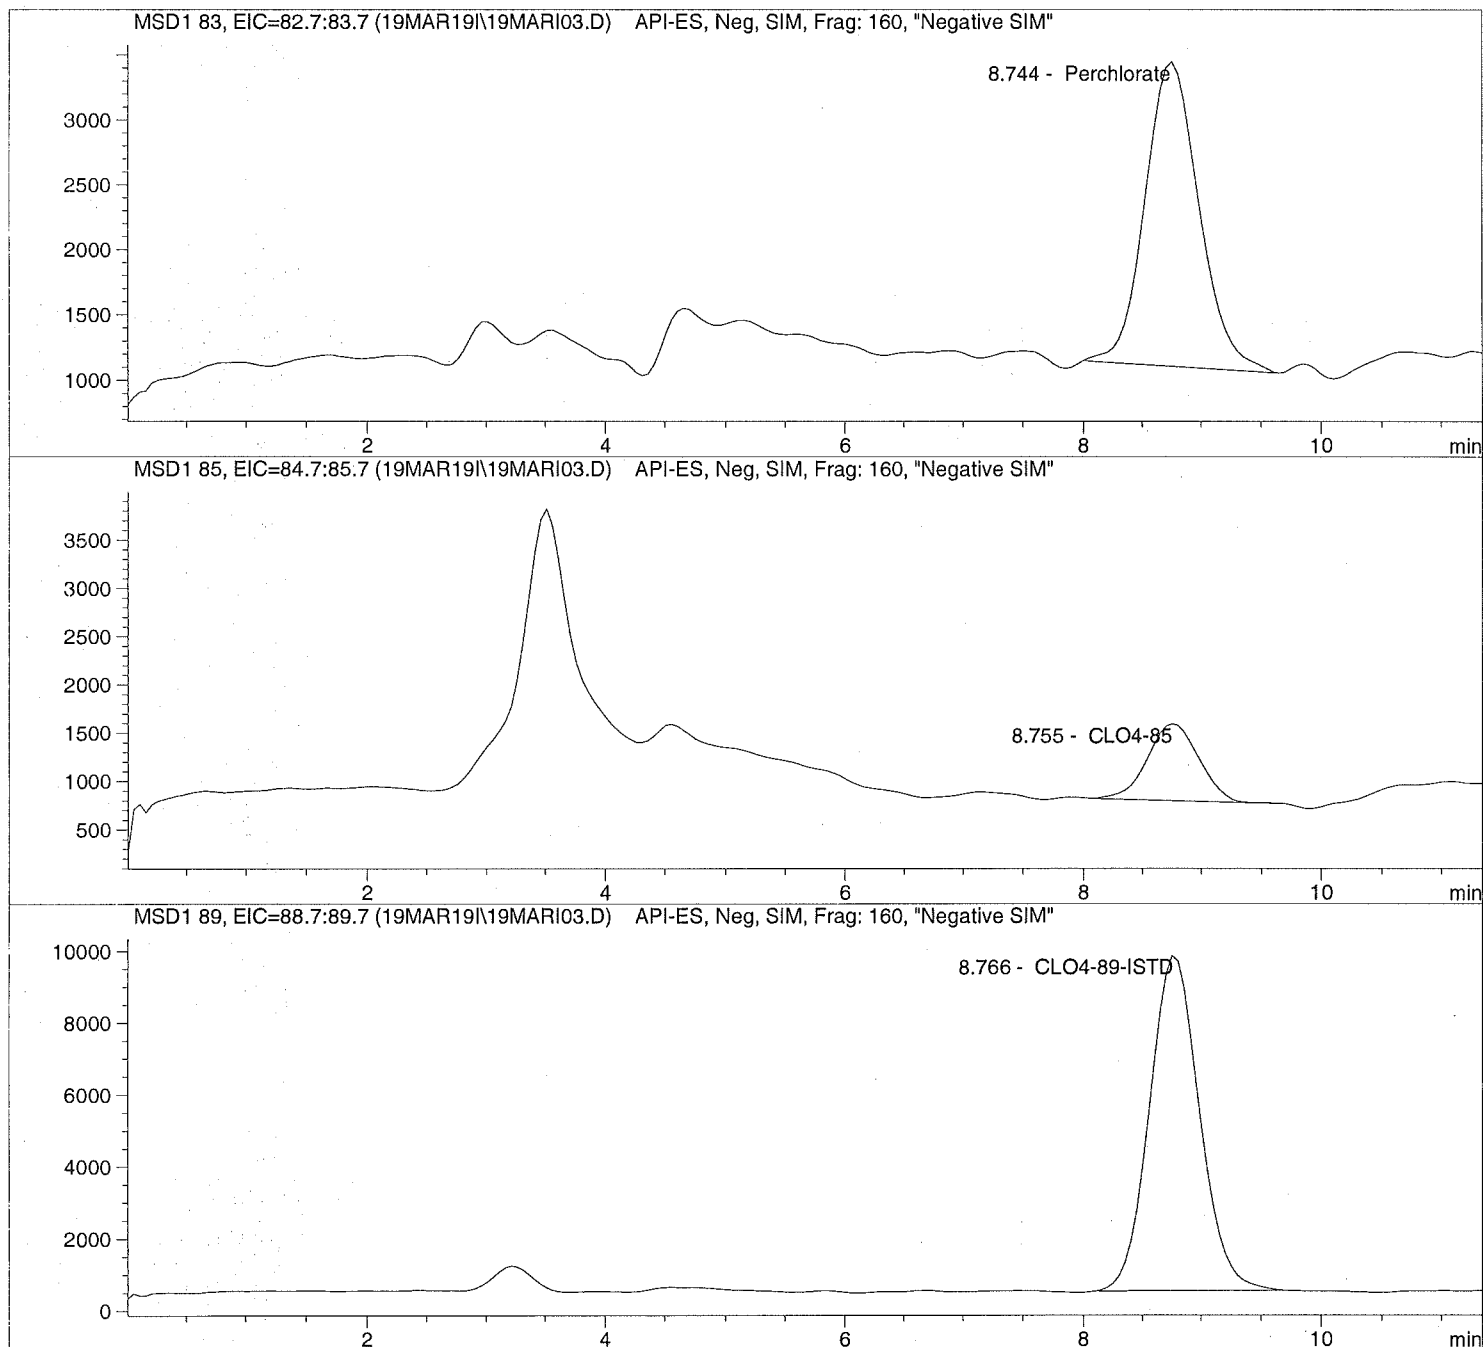 MSD1 83, EIC=82.7:83.7 (19MAR19I\19MARI03.D) API-ES, Neg, SIM, Frag: 160, "Negative SIM"
8.744 - Perchlorate
3000
2500
2000
1500
1000
2 4 6 8 10 min
MSD1 85, EIC=84.7:85.7 (19MAR19I\19MARI03.D) API-ES, Neg, SIM, Frag: 160, "Negative SIM"
3500
3000
2500
2000
1500
8.755 - CLO4-85
1000
500
2 4 6 8 10 min
MSD1 89, EIC=88.7:89.7 (19MAR19I\19MARI03.D) API-ES, Neg, SIM, Frag: 160, "Negative SIM"
10000
8.766 - CLO4-89-ISTD
8000
6000
4000
2000
0
2 4 6 8 10 min